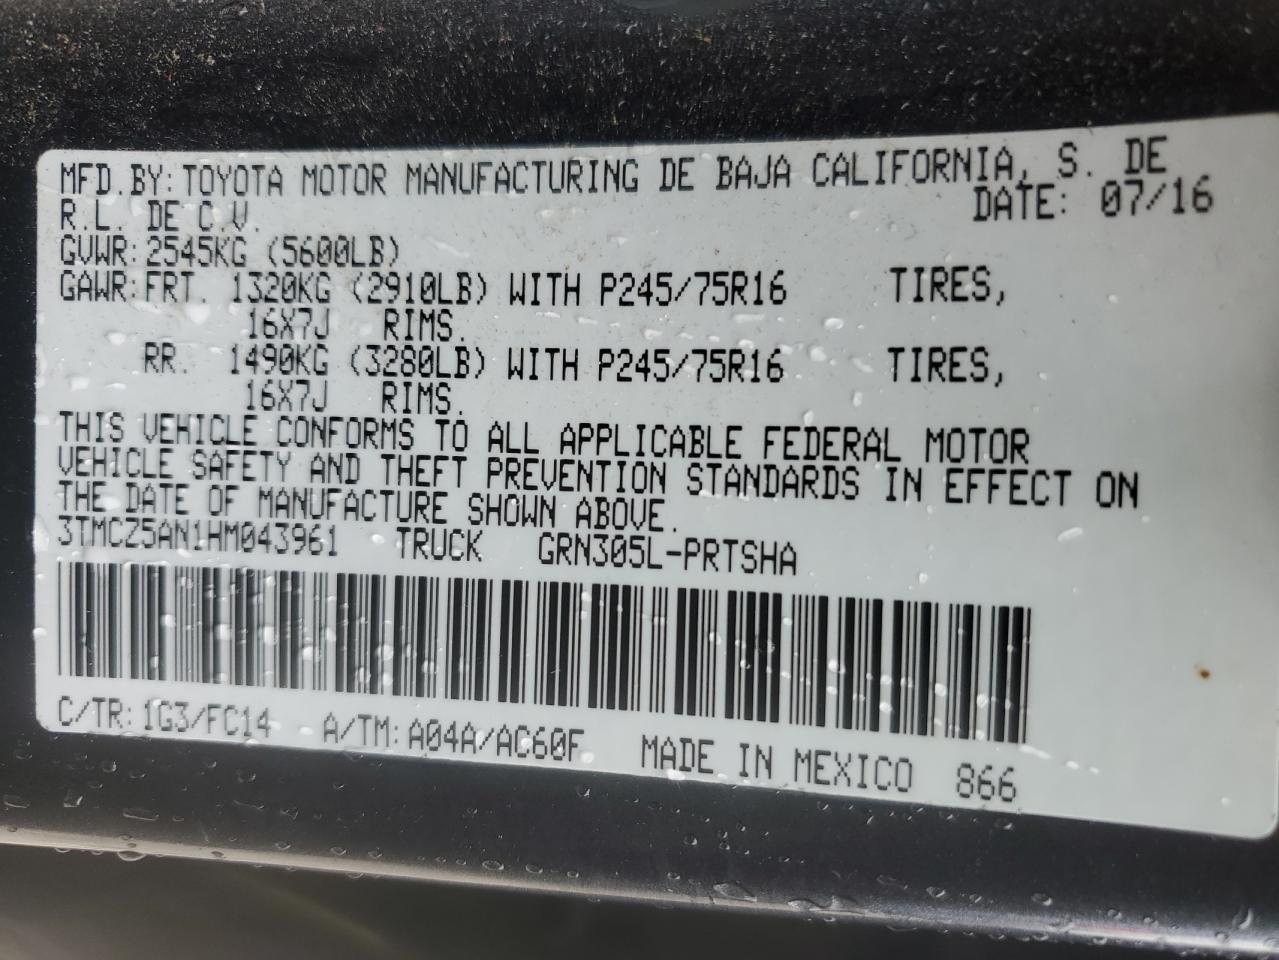 MFD.BY:TOYOTA MOTOR MANUFACTURING DE BAJA CALIFORNIA, S. DE
R.L. DE C.V. DATE: 07/16
GVWR:2545KG (5600LB)
GAWR:FRT. 1320KG (2910LB) WITH P245/75R16 TIRES,
16X7J RIMS.
RR. 1490KG (3280LB) WITH P245/75R16 TIRES,
16X7J RIMS.
THIS VEHICLE CONFORMS TO ALL APPLICABLE FEDERAL MOTOR
VEHICLE SAFETY AND THEFT PREVENTION STANDARDS IN EFFECT ON
THE DATE OF MANUFACTURE SHOWN ABOVE.
3TMCZ5AN1HM043961 TRUCK GRN305L-PRTSHA
C/TR:1G3/FC14 A/TM:A04A/AC60F MADE IN MEXICO 866